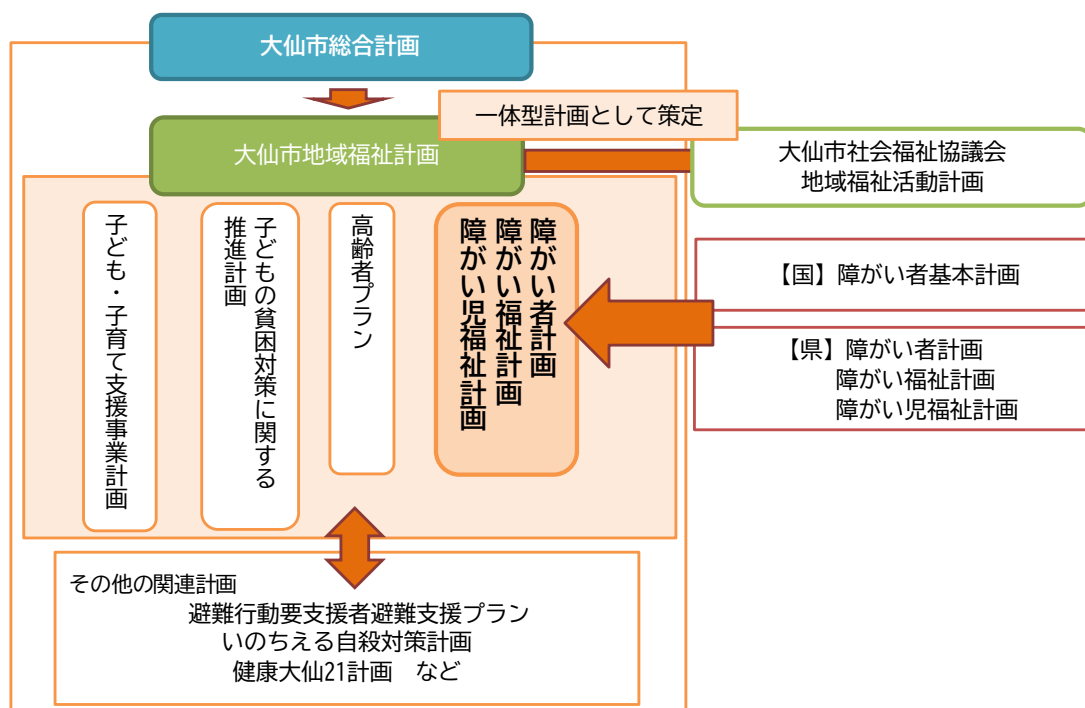 大仙市総合計画
一体型計画として策定
大仙市地域福祉計画
大仙市社会福祉協議会
地域福祉活動計画
子ども・子育て支援事業計画
子どもの貧困対策に関する
推進計画
高齢者プラン
障がい者計画
障がい福祉計画
障がい児福祉計画
【国】障がい者基本計画
【県】障がい者計画
障がい福祉計画
障がい児福祉計画
その他の関連計画
避難行動要支援者避難支援プラン
いのちえる自殺対策計画
健康大仙21計画　など